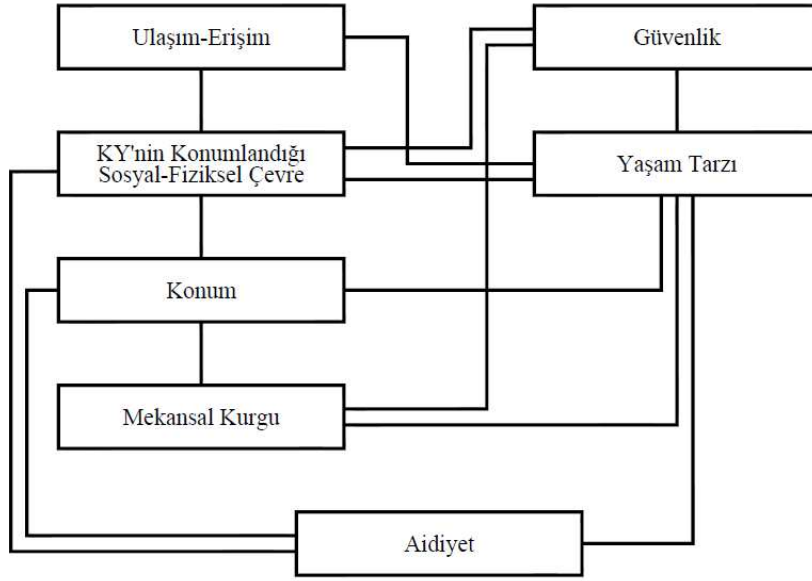 Ulaşım-Erişim
Güvenlik
KY'nin Konumlandığı
Sosyal-Fiziksel Çevre
Yaşam Tarzı
Konum
Mekansal Kurgu
Aidiyet